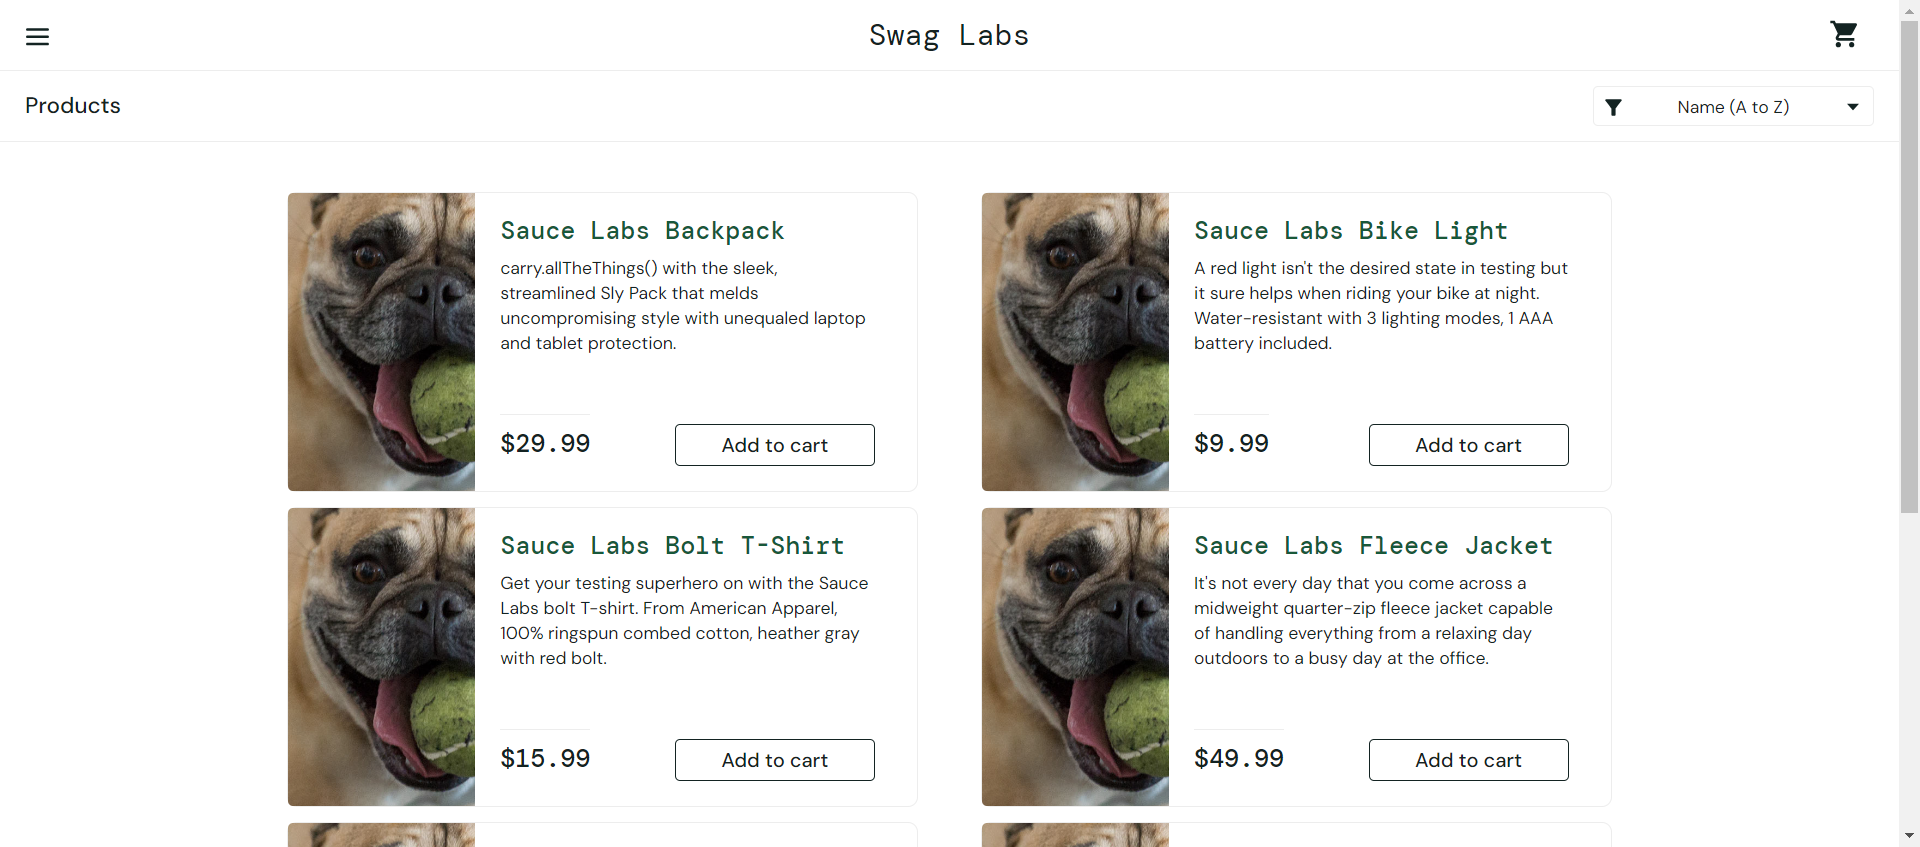 Swag Labs
Products
Name (A to Z)
Sauce Labs Backpack
carry.allTheThings() with the sleek,
streamlined Sly Pack that melds
uncompromising style with unequaled laptop
and tablet protection.
$29.99
Add to cart
Sauce Labs Bike Light
A red light isn't the desired state in testing but
it sure helps when riding your bike at night.
Water-resistant with 3 lighting modes, 1 AAA
battery included.
$9.99
Add to cart
Sauce Labs Bolt T-Shirt
Get your testing superhero on with the Sauce
Labs bolt T-shirt. From American Apparel,
100% ringspun combed cotton, heather gray
with red bolt.
$15.99
Add to cart
Sauce Labs Fleece Jacket
It's not every day that you come across a
midweight quarter-zip fleece jacket capable
of handling everything from a relaxing day
outdoors to a busy day at the office.
$49.99
Add to cart